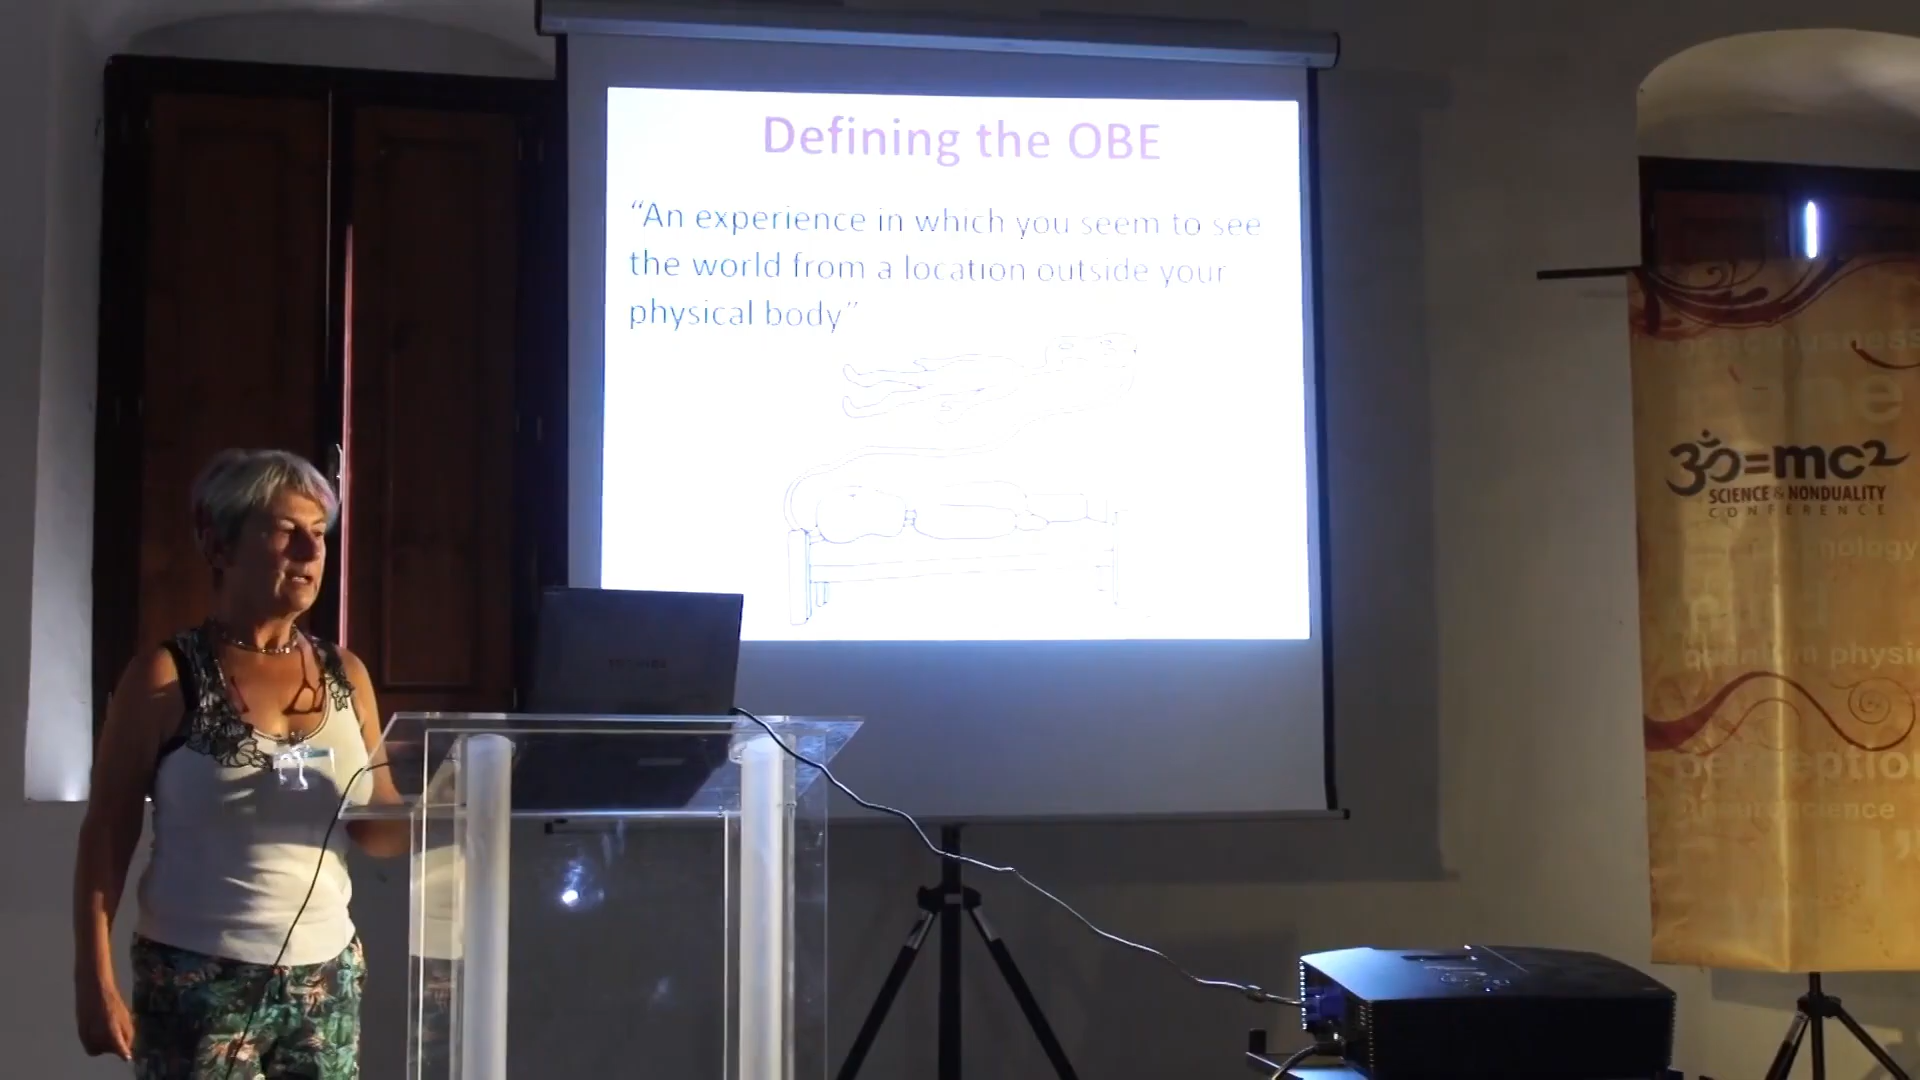 Defining the OBE
“An experience in which you seem to see
the world from a location outside your
physical body”
ॐ=mc2
SCIENCE & NONDUALITY
CONFERENCE